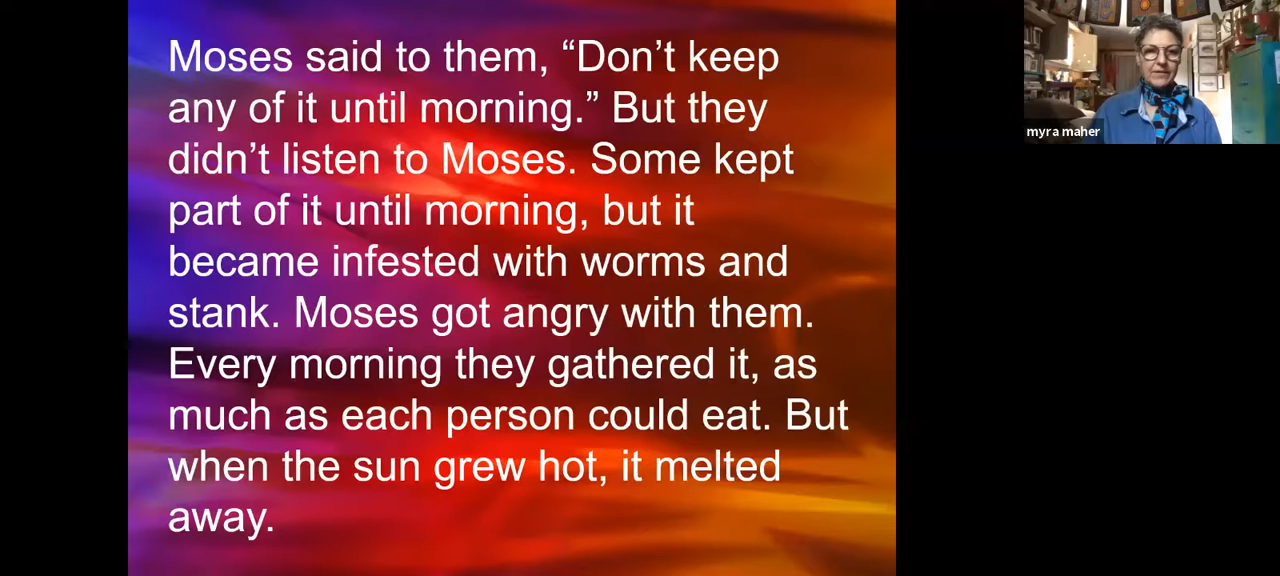 Moses said to them, “Don’t keep
any of it until morning.” But they
didn’t listen to Moses. Some kept
part of it until morning, but it
became infested with worms and
stank. Moses got angry with them.
Every morning they gathered it, as
much as each person could eat. But
when the sun grew hot, it melted
away.
myra maher